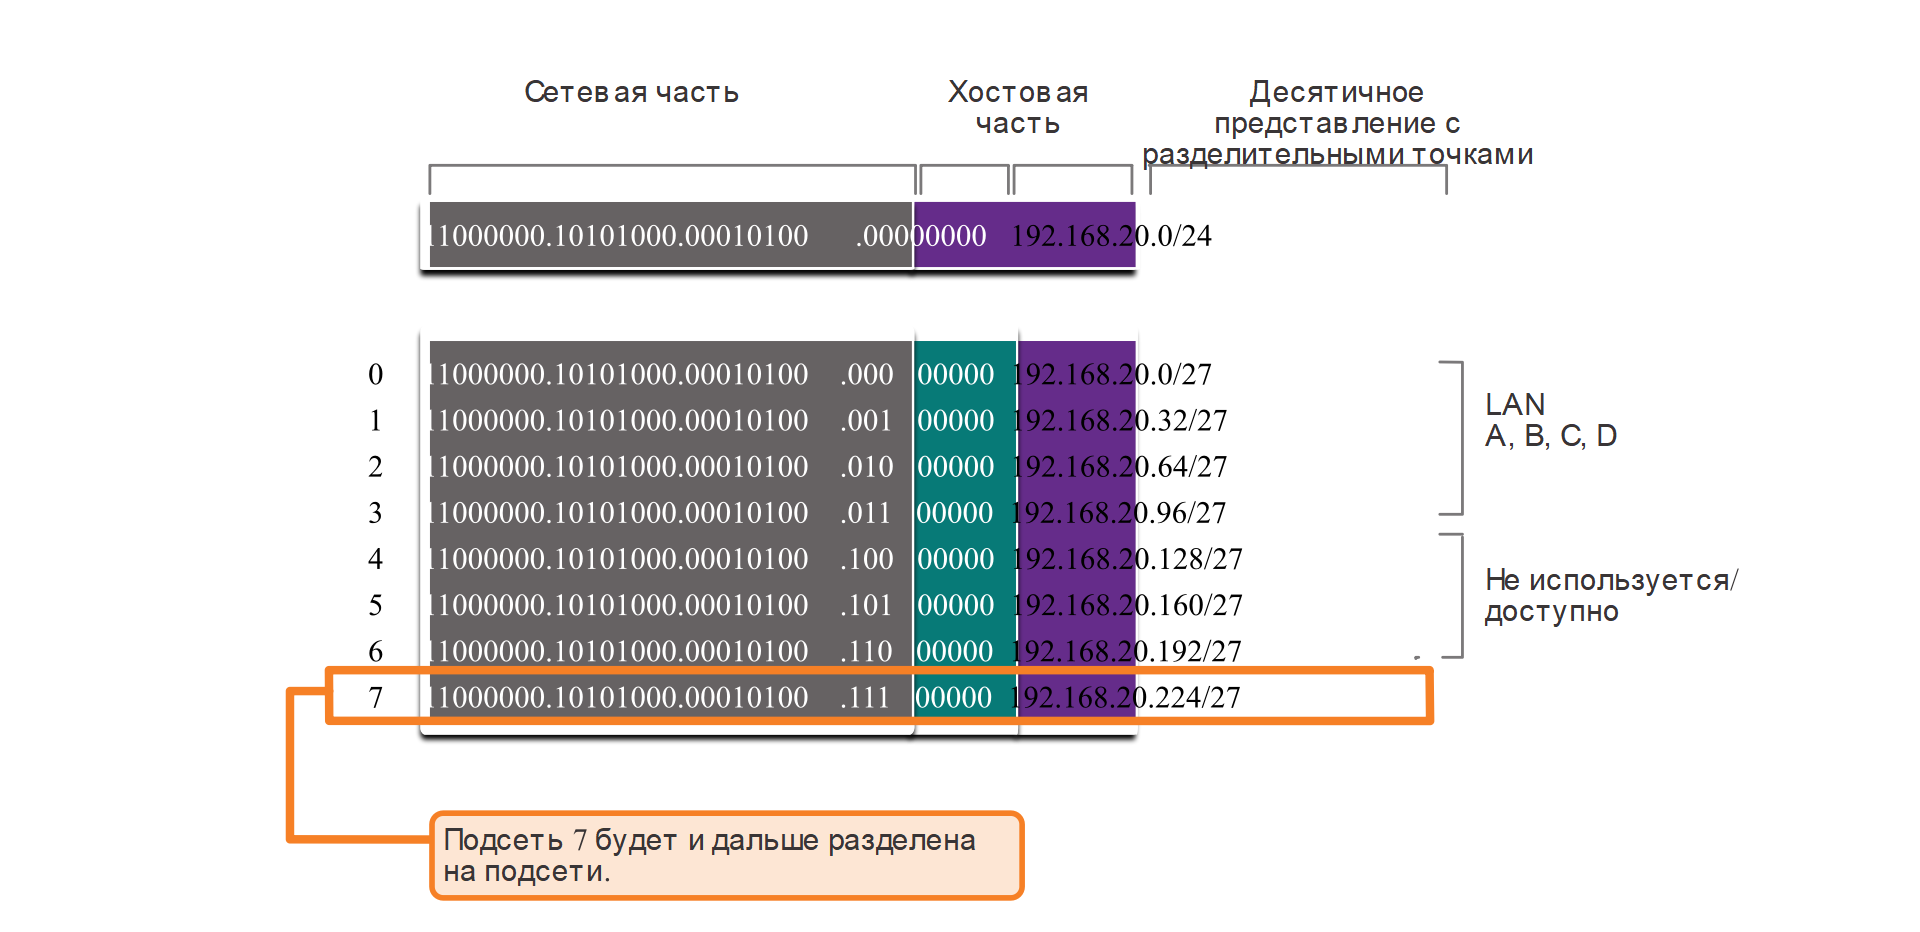 Сетевая часть
Хостовая
часть
Десятичное
представление с
разделительными точками
11000000.10101000.00010100 .00000000 192.168.20.0/24
0 11000000.10101000.00010100 .000 00000 192.168.20.0/27
1 11000000.10101000.00010100 .001 00000 192.168.20.32/27
2 11000000.10101000.00010100 .010 00000 192.168.20.64/27
3 11000000.10101000.00010100 .011 00000 192.168.20.96/27
4 11000000.10101000.00010100 .100 00000 192.168.20.128/27
5 11000000.10101000.00010100 .101 00000 192.168.20.160/27
6 11000000.10101000.00010100 .110 00000 192.168.20.192/27
7 11000000.10101000.00010100 .111 00000 192.168.20.224/27
LAN
A, B, C, D
Не используется/
доступно
Подсеть 7 будет и дальше разделена
на подсети.